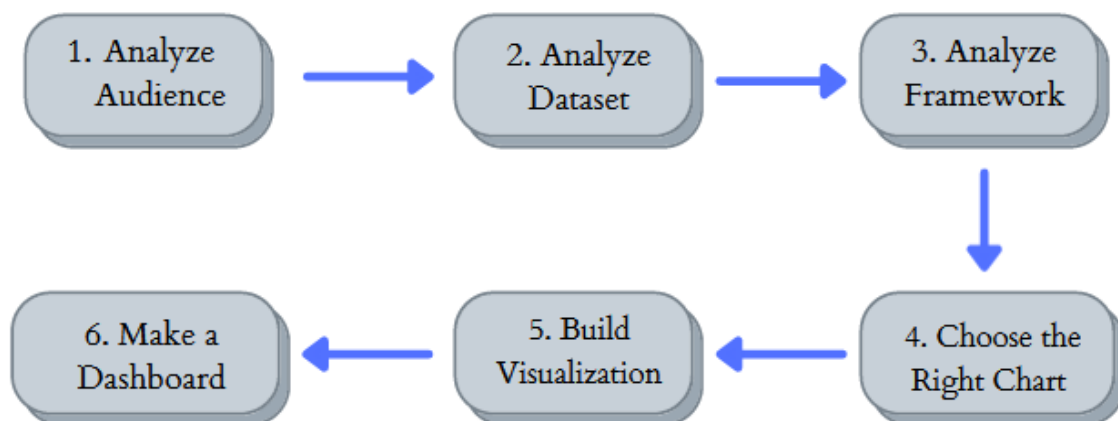 1. Analyze
Audience
2. Analyze
Dataset
3. Analyze
Framework
4. Choose the
Right Chart
5. Build
Visualization
6. Make a
Dashboard